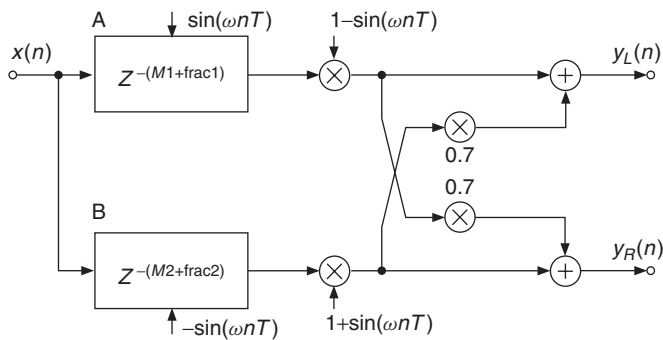 A
sin(ωnT)
1–sin(ωnT)
x(n)
y_L(n)
Z^–(M1+frac1)
0.7
0.7
B
Z^–(M2+frac2)
y_R(n)
–sin(ωnT)
1+sin(ωnT)